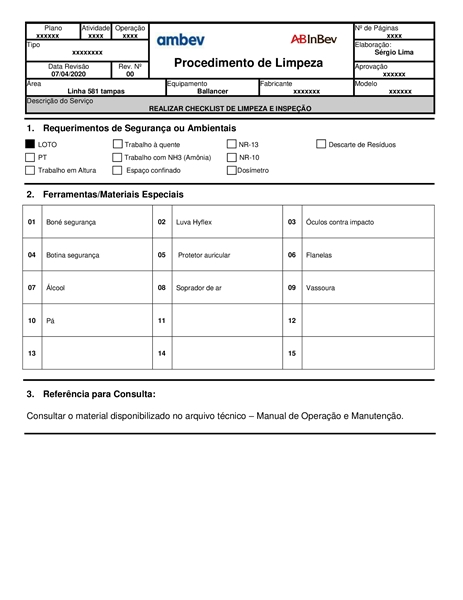 Plano Atividade Operação Nº de Páginas
xxxxxx xxxx xxxx xxxx
Tipo Elaboração:
xxxxxxxx ambev ABInBev Sérgio Lima
Data Revisão Rev. Nº Procedimento de Limpeza Aprovação
07/04/2020 00 xxxxxx
Área Equipamento Fabricante Modelo
Linha 581 tampas Ballancer xxxxxxx xxxxxx
Descrição do Serviço
REALIZAR CHECKLIST DE LIMPEZA E INSPEÇÃO
1. Requerimentos de Segurança ou Ambientais
LOTO Trabalho à quente NR-13 Descarte de Resíduos
PT Trabalho com NH3 (Amônia) NR-10
Trabalho em Altura Espaço confinado Dosímetro
2. Ferramentas/Materiais Especiais
01 Boné segurança 02 Luva Hyflex 03 Óculos contra impacto
04 Botina segurança 05 Protetor auricular 06 Flanelas
07 Álcool 08 Soprador de ar 09 Vassoura
10 Pá 11 12
13 14 15
3. Referência para Consulta:
Consultar o material disponibilizado no arquivo técnico – Manual de Operação e Manutenção.